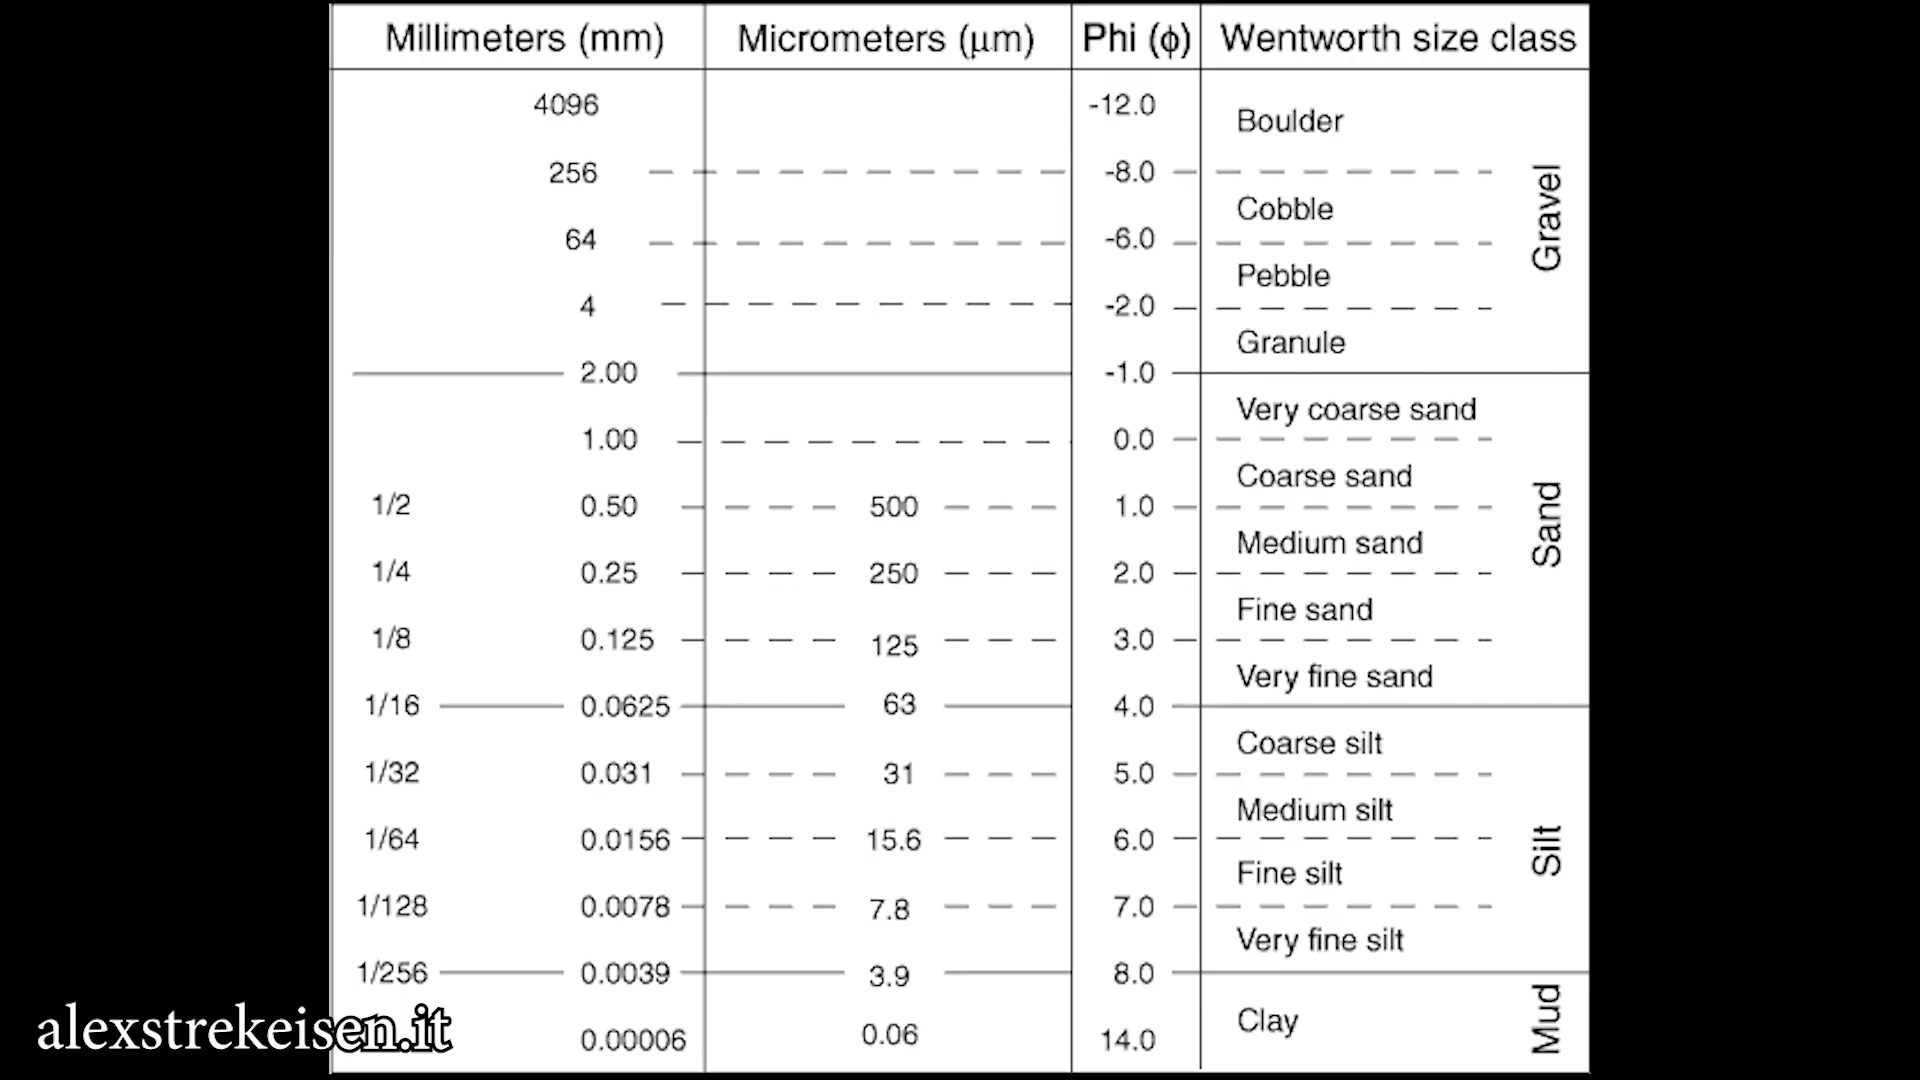 Millimeters (mm) Micrometers (μm) Phi (ϕ) Wentworth size class
4096 -12.0
Boulder
256 -8.0
Cobble
64 -6.0
Pebble
4 -2.0
Granule
Gravel
2.00 -1.0
Very coarse sand
1.00 0.0
Coarse sand
1/2 0.50 500 1.0
Medium sand
Sand
1/4 0.25 250 2.0
Fine sand
1/8 0.125 125 3.0
Very fine sand
1/16 0.0625 63 4.0
Coarse silt
1/32 0.031 31 5.0
Medium silt
1/64 0.0156 15.6 6.0
Silt
Fine silt
1/128 0.0078 7.8 7.0
Very fine silt
1/256 0.0039 3.9 8.0
Clay
Mud
0.00006 0.06 14.0
alexstrekeisen.it